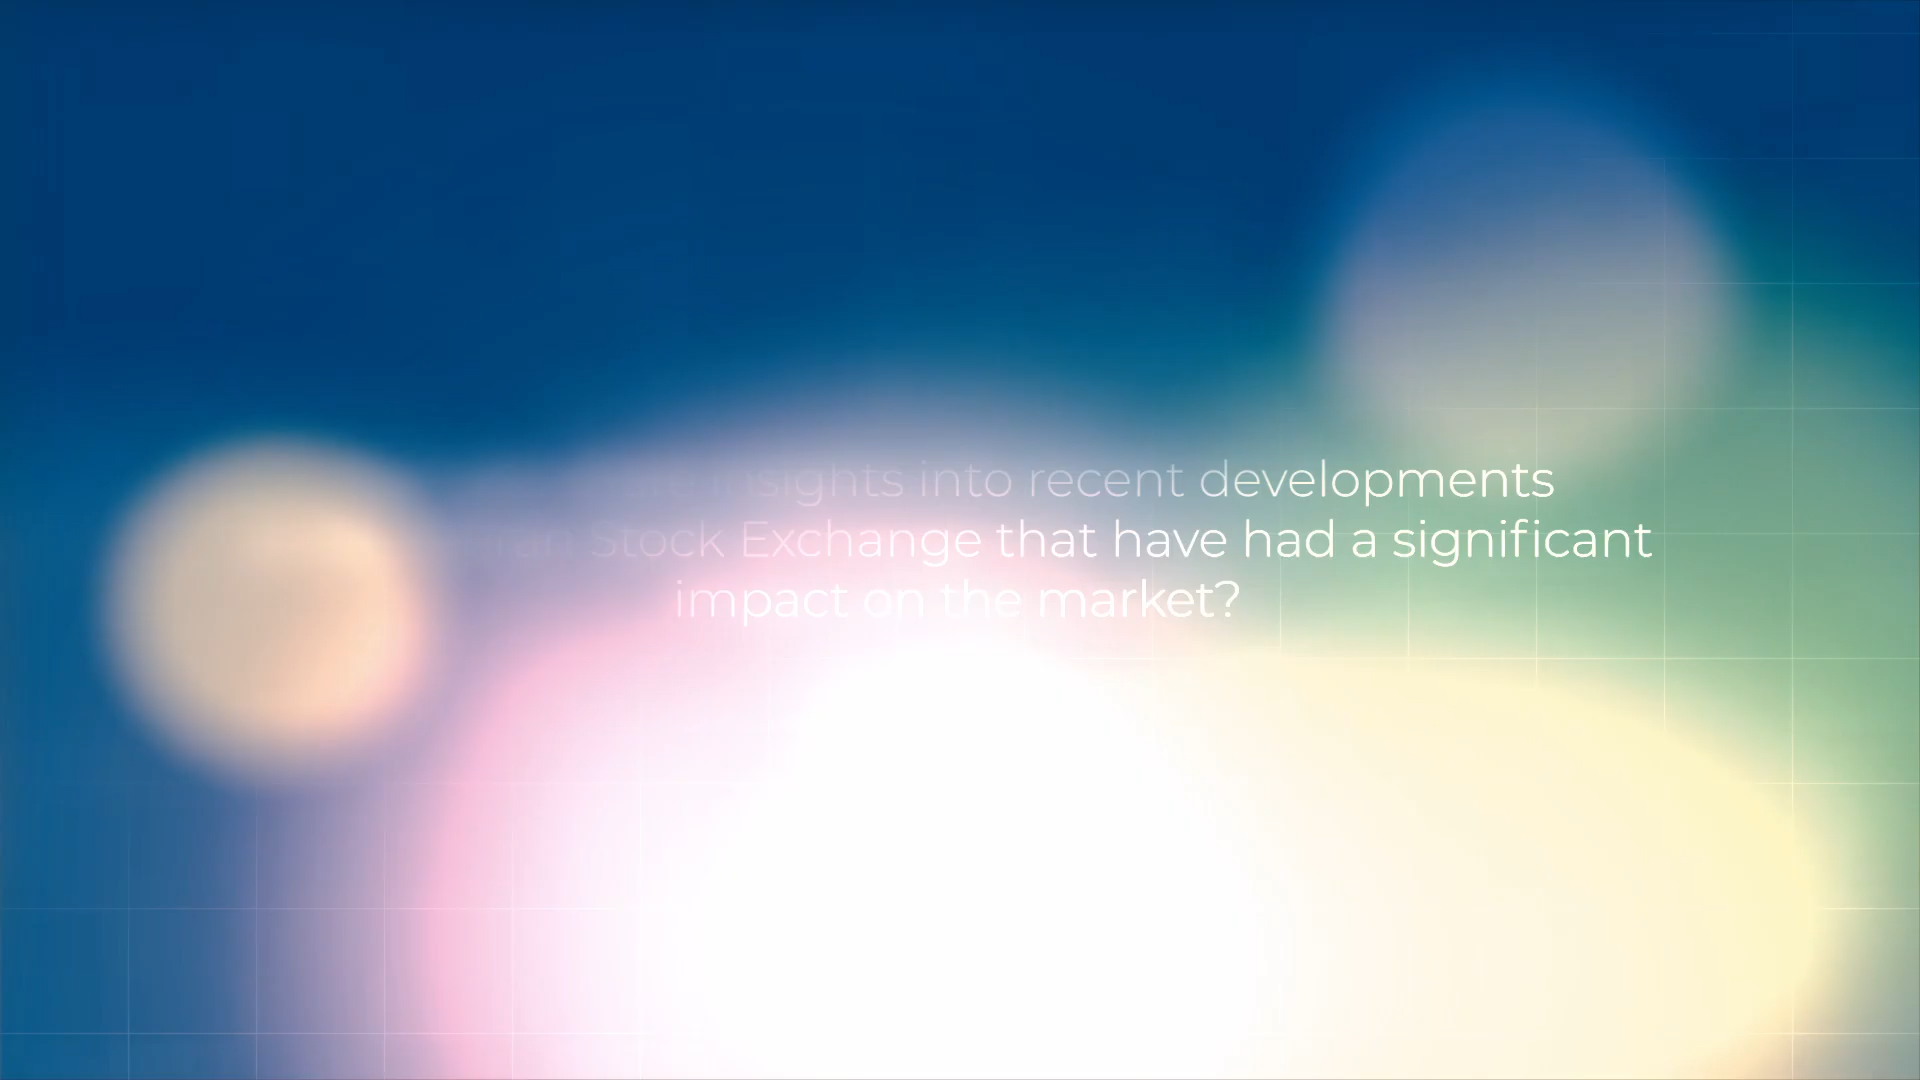 insights into recent developments
Stock Exchange that have had a significant
impact on the market?